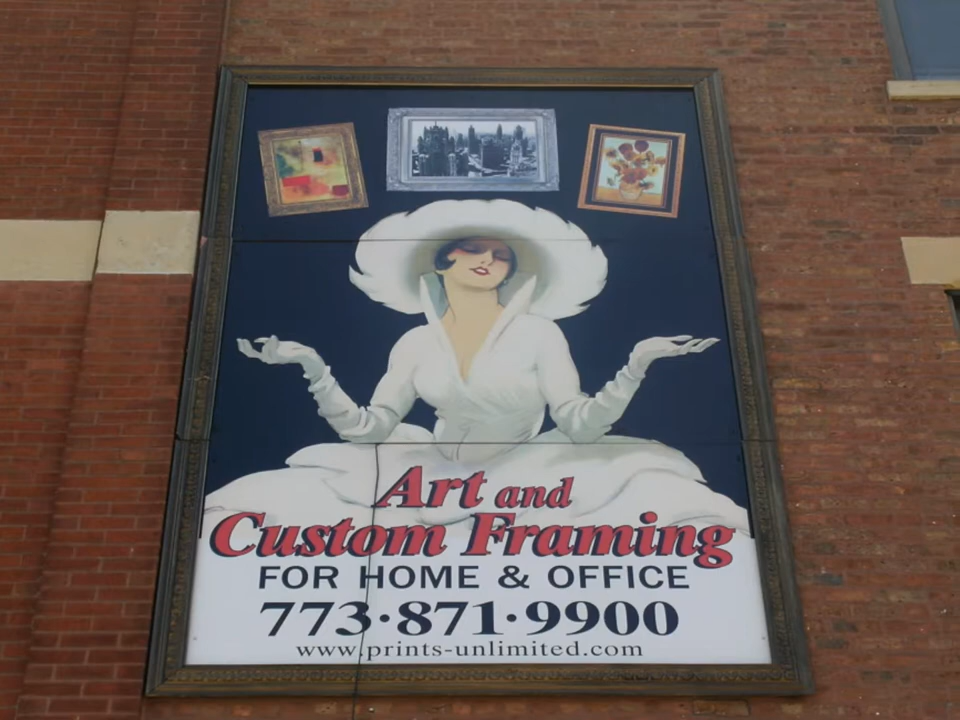 Art and
Custom Framing
FOR HOME & OFFICE
773·871·9900
www.prints-unlimited.com